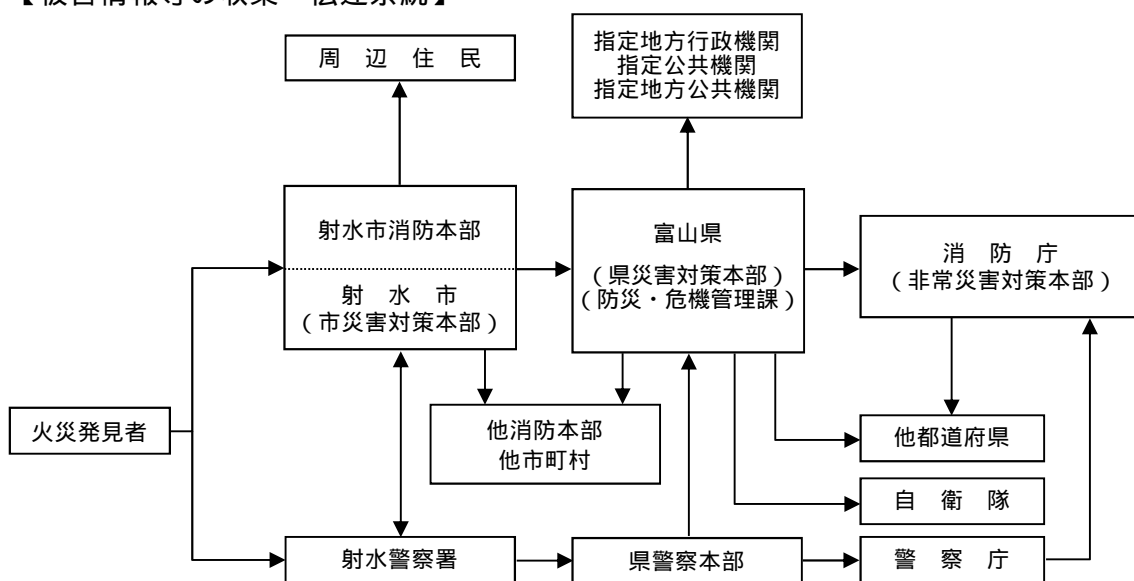 【被害情報等の収集・伝達系統】
周 辺 住 民
指定地方行政機関
指定公共機関
指定地方公共機関
射水市消防本部
射 水 市
(市災害対策本部)
富山県
(県災害対策本部)
(防災・危機管理課)
消 防 庁
(非常災害対策本部)
火災発見者
他消防本部
他市町村
他都道府県
自 衛 隊
射水警察署
県警察本部
警 察 庁